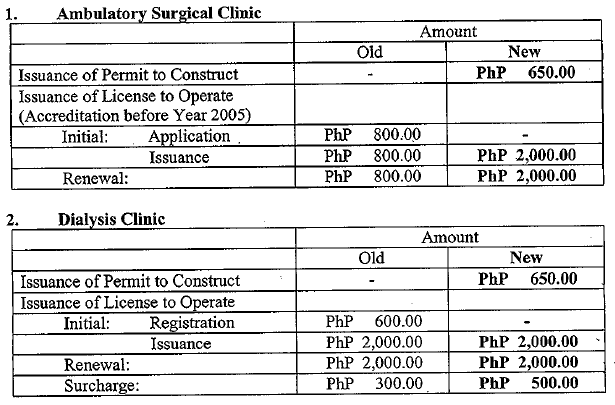 1. Ambulatory Surgical Clinic
Amount
Old New
Issuance of Permit to Construct - PhP 650.00
Issuance of License to Operate
(Accreditation before Year 2005)
Initial: Application PhP 800.00 -
Issuance PhP 800.00 PhP 2,000.00
Renewal: PhP 800.00 PhP 2,000.00
2. Dialysis Clinic
Amount
Old New
Issuance of Permit to Construct - PhP 650.00
Issuance of License to Operate
Initial: Registration PhP 600.00 -
Issuance PhP 2,000.00 PhP 2,000.00
Renewal: PhP 2,000.00 PhP 2,000.00
Surcharge: PhP 300.00 PhP 500.00